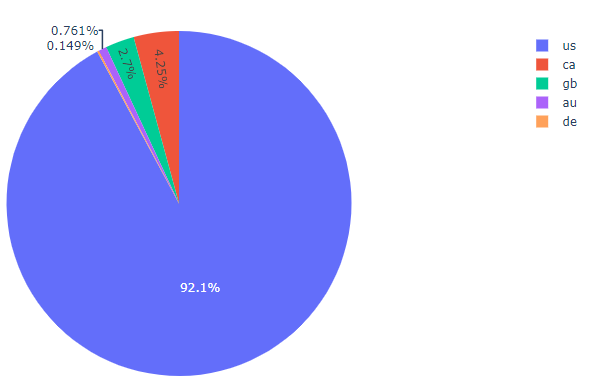 0.761%
0.149%
2.7%
4.25%
92.1%
us
ca
gb
au
de